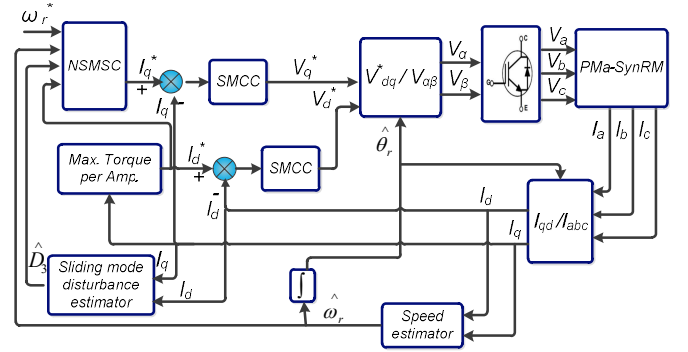 ω_r*
NSMSC
I_q*
+
-
I_q
SMCC
V_q*
V_d*
V*_dq / V_αβ
V_α
V_β
C
G
E
V_a
V_b
V_c
PMa-SynRM
I_a
I_b
I_c
Max. Torque
per Amp.
I_d*
+
-
I_d
SMCC
θ̂_r
I_d
I_q
I_qd / I_abc
D̂_3
Sliding mode
disturbance
estimator
I_q
I_d
∫
ω̂_r
Speed
estimator